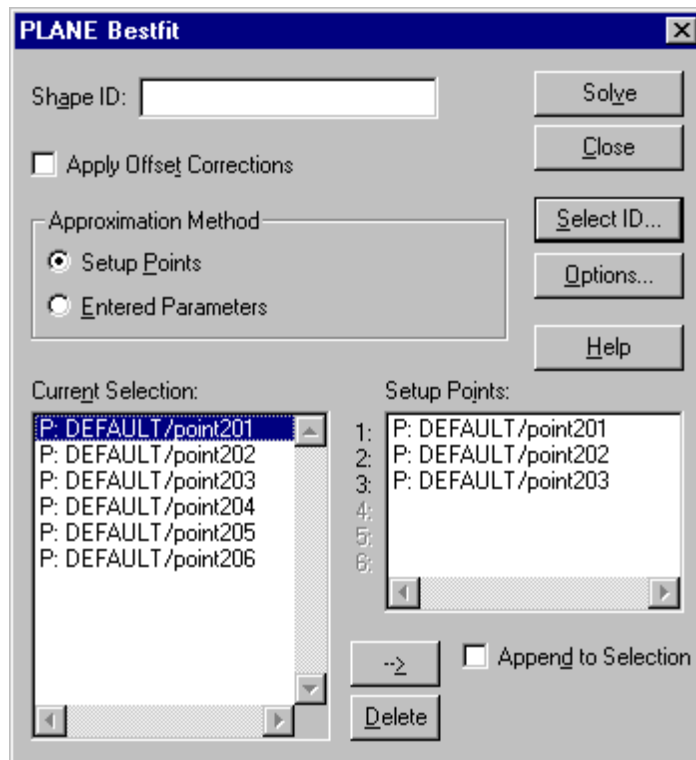 PLANE Bestfit
Shape ID:
Solve
Close
Apply Offset Corrections
Approximation Method
Setup Points
Entered Parameters
Select ID...
Options...
Help
Current Selection:
P: DEFAULT/point201
P: DEFAULT/point202
P: DEFAULT/point203
P: DEFAULT/point204
P: DEFAULT/point205
P: DEFAULT/point206
Setup Points:
1: P: DEFAULT/point201
2: P: DEFAULT/point202
3: P: DEFAULT/point203
4:
5:
6:
-->
Append to Selection
Delete